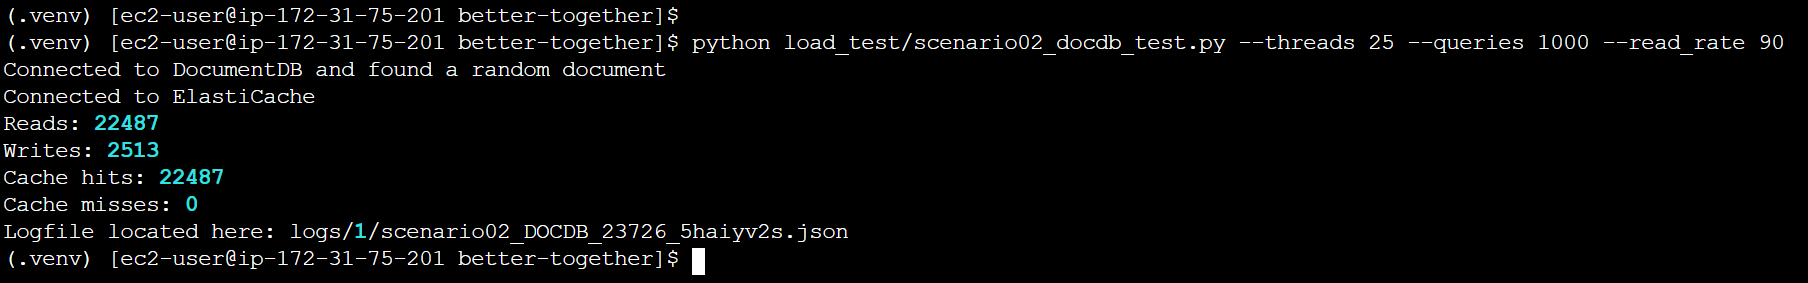 (.venv) [ec2-user@ip-172-31-75-201 better-together]$
(.venv) [ec2-user@ip-172-31-75-201 better-together]$ python load_test/scenario02_docdb_test.py --threads 25 --queries 1000 --read_rate 90
Connected to DocumentDB and found a random document
Connected to ElastiCache
Reads: 22487
Writes: 2513
Cache hits: 22487
Cache misses: 0
Logfile located here: logs/1/scenario02_DOCDB_23726_5haiyv2s.json
(.venv) [ec2-user@ip-172-31-75-201 better-together]$